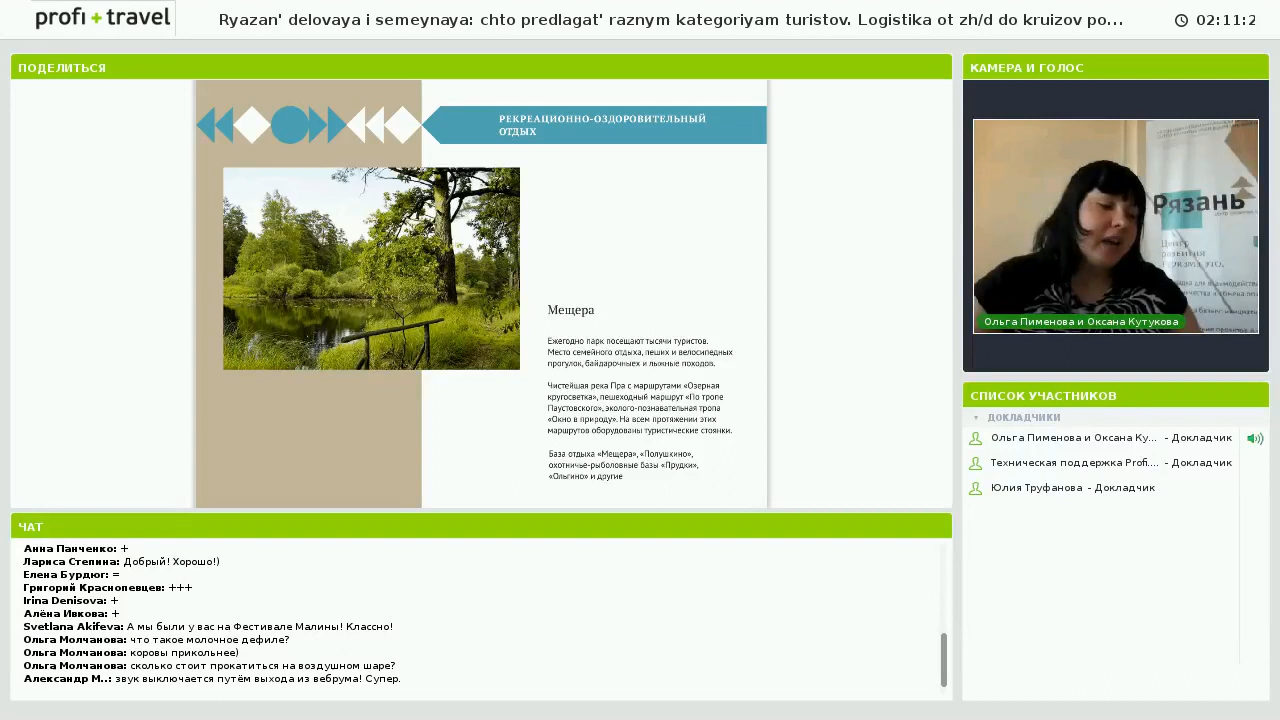 profi + travel
Ryazan' delovaya i semeynaya: chto predlagat' raznym kategoriyam turistov. Logistika ot zh/d do kruizov po...
02:11:2
ПОДЕЛИТЬСЯ
РЕКРЕАЦИОННО-ОЗДОРОВИТЕЛЬНЫЙ
ОТДЫХ
Мещера
Ежегодно парк посещают тысячи туристов.
Место семейного отдыха, пеших и велосипедных
прогулок, байдарочныех и лыжные походов.
Чистейшая река Пра с маршрутами «Озерная
кругосветка», пешеходный маршрут «По тропе
Паустовского», эколого-познавательная тропа
«Окно в природу». На всем протяжении этих
маршрутов оборудованы туристические стоянки.
База отдыха «Мещера», «Полушкино»,
охотничье-рыболовные базы «Прудки»,
«Ольгино» и другие
ЧАТ
Анна Панченко: +
Лариса Степина: Добрый! Хорошо!)
Елена Бурдюг: =
Григорий Краснопевцев: +++
Irina Denisova: +
Алёна Ивкова: +
Svetlana Akifeva: А мы были у вас на Фестивале Малины! Классно!
Ольга Молчанова: что такое молочное дефиле?
Ольга Молчанова: коровы прикольнее)
Ольга Молчанова: сколько стоит прокатиться на воздушном шаре?
Александр М..: звук выключается путём выхода из вебрума! Супер.
КАМЕРА И ГОЛОС
Рязань
Центр
развития
Ольга Пименова и Оксана Кутукова
СПИСОК УЧАСТНИКОВ
ДОКЛАДЧИКИ
Ольга Пименова и Оксана Ку... – Докладчик
Техническая поддержка Profi.... – Докладчик
Юлия Труфанова – Докладчик